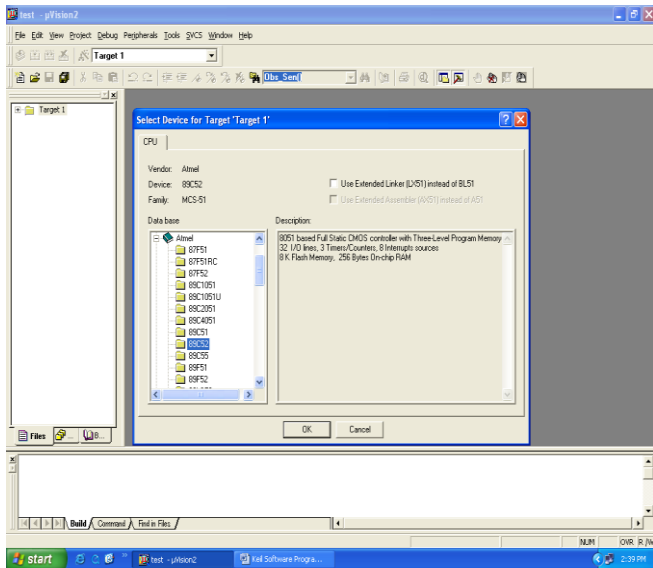 test - µVision2
File Edit View Project Debug Peripherals Tools SVCS Window Help
Target 1
Obs_Sen()
Target 1
Select Device for Target 'Target 1'
CPU
Vendor: Atmel
Device: 89C52
Family: MCS-51
Use Extended Linker (LX51) instead of BL51
Use Extended Assembler (AX51) instead of A51
Data base
Description:
Atmel
87F51
87F51RC
87F52
89C1051
89C1051U
89C2051
89C4051
89C51
89C52
89C55
89F51
89F52
8051 based Full Static CMOS controller with Three-Level Program Memory
32 I/O lines, 3 Timers/Counters, 8 Interrupts sources
8 K Flash Memory, 256 Bytes On-chip RAM
OK Cancel
Files
B...
Build Command Find in Files
NUM OVR R/W
start
test - µVision2
Keil Software Progra...
2:39 PM